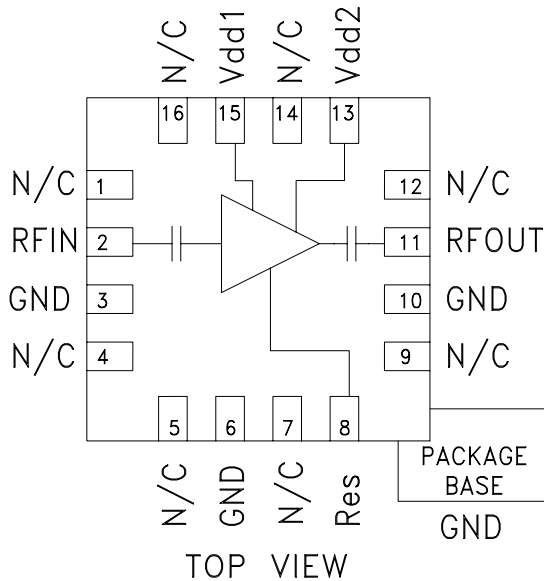 N/C Vdd1 N/C Vdd2
16 15 14 13
N/C 1 12 N/C
RFIN 2 11 RFOUT
GND 3 10 GND
N/C 4 9 N/C
5 6 7 8
N/C GND N/C Res
PACKAGE
BASE
GND
TOP VIEW